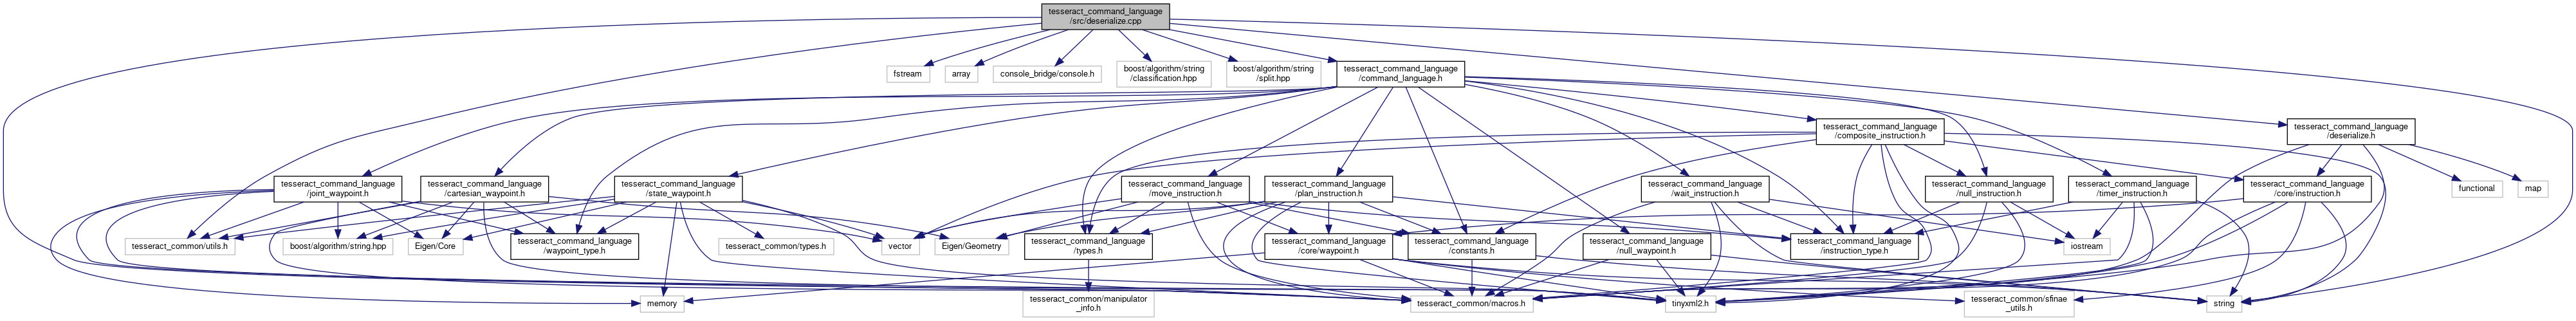 tesseract_command_language
/src/deserialize.cpp
fstream
array
console_bridge/console.h
boost/algorithm/string
/classification.hpp
boost/algorithm/string
/split.hpp
tesseract_command_language
/command_language.h
tesseract_command_language
/composite_instruction.h
tesseract_command_language
/deserialize.h
tesseract_command_language
/joint_waypoint.h
tesseract_command_language
/cartesian_waypoint.h
tesseract_command_language
/state_waypoint.h
tesseract_command_language
/move_instruction.h
tesseract_command_language
/plan_instruction.h
tesseract_command_language
/wait_instruction.h
tesseract_command_language
/null_instruction.h
tesseract_command_language
/timer_instruction.h
tesseract_command_language
/core/instruction.h
functional
map
tesseract_common/utils.h
boost/algorithm/string.hpp
Eigen/Core
tesseract_command_language
/waypoint_type.h
tesseract_common/types.h
vector
Eigen/Geometry
tesseract_command_language
/types.h
tesseract_command_language
/core/waypoint.h
tesseract_command_language
/constants.h
tesseract_command_language
/null_waypoint.h
tesseract_command_language
/instruction_type.h
iostream
memory
tesseract_common/manipulator
_info.h
tesseract_common/macros.h
tinyxml2.h
tesseract_common/sfinae
_utils.h
string